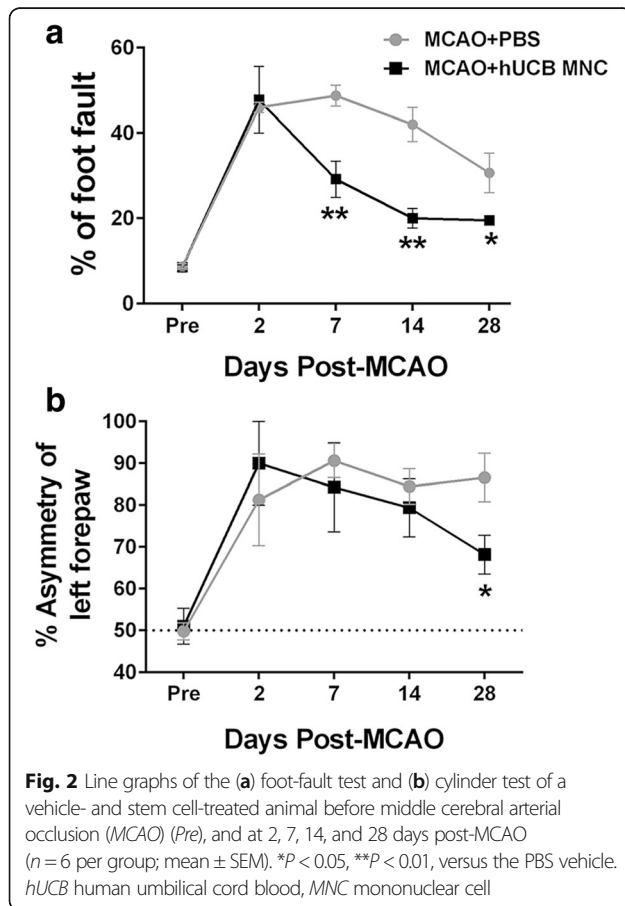 a
MCAO+PBS
MCAO+hUCB MNC
% of foot fault
60
40
20
0
** ** *
Pre 2 7 14 28
Days Post-MCAO
b
% Asymmetry of
left forepaw
100
90
80
70
60
50
40
*
Pre 2 7 14 28
Days Post-MCAO
Fig. 2 Line graphs of the (a) foot-fault test and (b) cylinder test of a
vehicle- and stem cell-treated animal before middle cerebral arterial
occlusion (MCAO) (Pre), and at 2, 7, 14, and 28 days post-MCAO
(n = 6 per group; mean ± SEM). *P < 0.05, **P < 0.01, versus the PBS vehicle.
hUCB human umbilical cord blood, MNC mononuclear cell